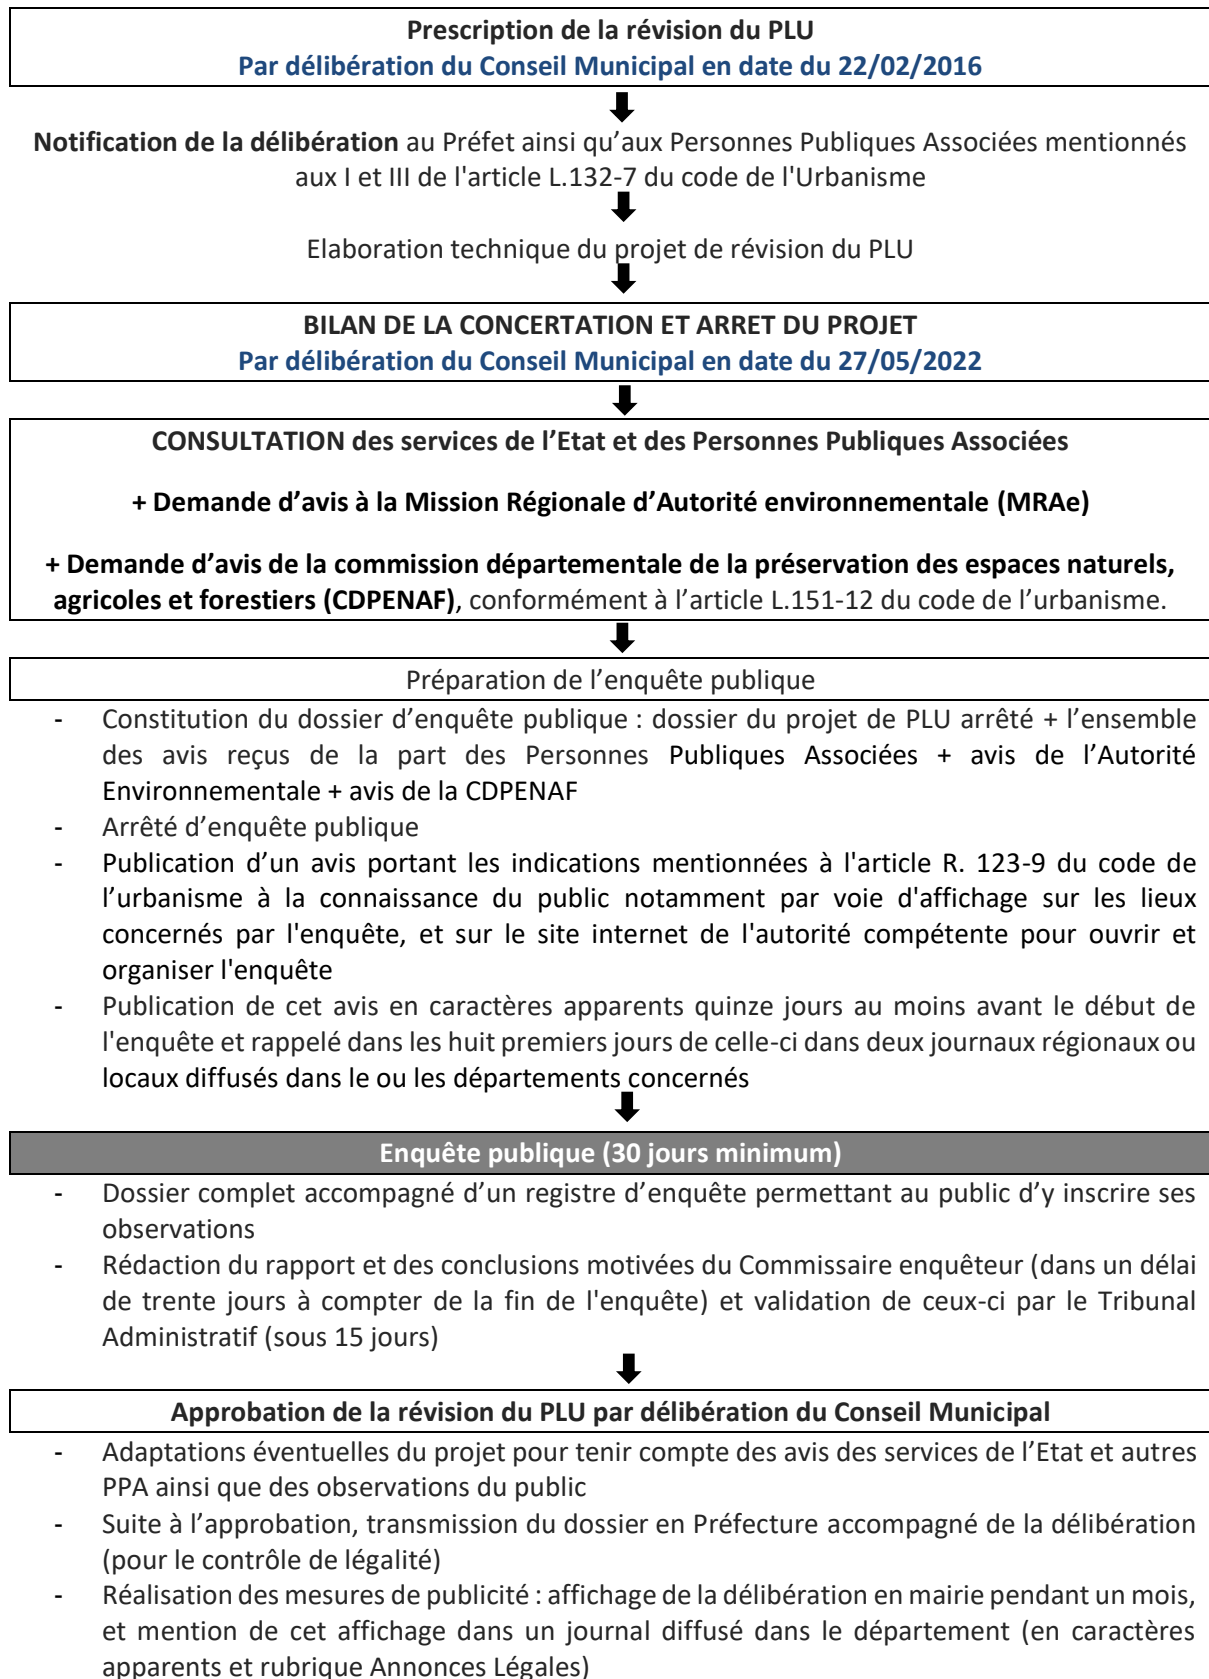 Prescription de la révision du PLU
Par délibération du Conseil Municipal en date du 22/02/2016
Notification de la délibération au Préfet ainsi qu’aux Personnes Publiques Associées mentionnés
aux I et III de l'article L.132-7 du code de l'Urbanisme
Elaboration technique du projet de révision du PLU
BILAN DE LA CONCERTATION ET ARRET DU PROJET
Par délibération du Conseil Municipal en date du 27/05/2022
CONSULTATION des services de l’Etat et des Personnes Publiques Associées
+ Demande d’avis à la Mission Régionale d’Autorité environnementale (MRAe)
+ Demande d’avis de la commission départementale de la préservation des espaces naturels,
agricoles et forestiers (CDPENAF), conformément à l’article L.151-12 du code de l’urbanisme.
Préparation de l’enquête publique
- Constitution du dossier d’enquête publique : dossier du projet de PLU arrêté + l’ensemble
des avis reçus de la part des Personnes Publiques Associées + avis de l’Autorité
Environnementale + avis de la CDPENAF
- Arrêté d’enquête publique
- Publication d’un avis portant les indications mentionnées à l'article R. 123-9 du code de
l’urbanisme à la connaissance du public notamment par voie d'affichage sur les lieux
concernés par l'enquête, et sur le site internet de l'autorité compétente pour ouvrir et
organiser l'enquête
- Publication de cet avis en caractères apparents quinze jours au moins avant le début de
l'enquête et rappelé dans les huit premiers jours de celle-ci dans deux journaux régionaux ou
locaux diffusés dans le ou les départements concernés
Enquête publique (30 jours minimum)
- Dossier complet accompagné d’un registre d’enquête permettant au public d’y inscrire ses
observations
- Rédaction du rapport et des conclusions motivées du Commissaire enquêteur (dans un délai
de trente jours à compter de la fin de l'enquête) et validation de ceux-ci par le Tribunal
Administratif (sous 15 jours)
Approbation de la révision du PLU par délibération du Conseil Municipal
- Adaptations éventuelles du projet pour tenir compte des avis des services de l’Etat et autres
PPA ainsi que des observations du public
- Suite à l’approbation, transmission du dossier en Préfecture accompagné de la délibération
(pour le contrôle de légalité)
- Réalisation des mesures de publicité : affichage de la délibération en mairie pendant un mois,
et mention de cet affichage dans un journal diffusé dans le département (en caractères
apparents et rubrique Annonces Légales)